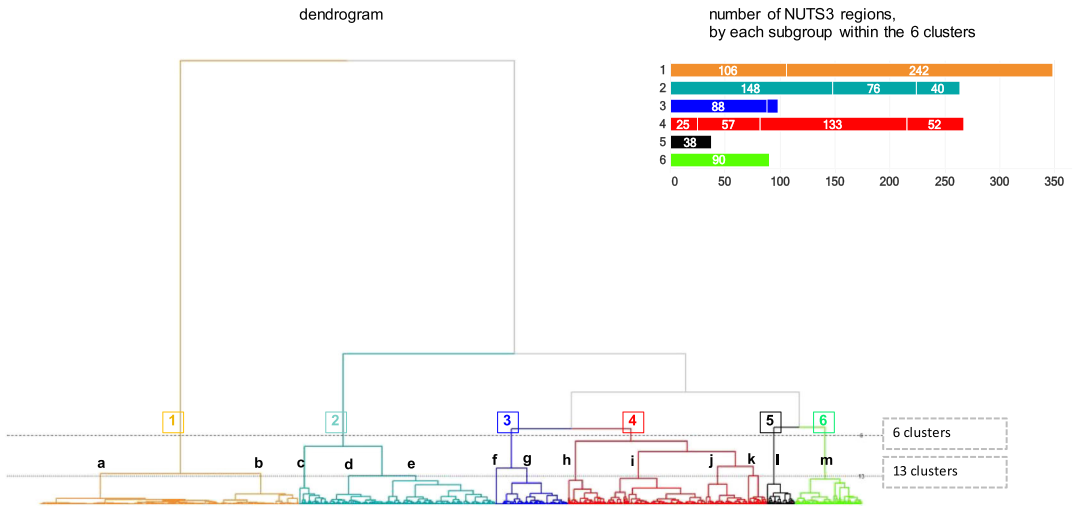 dendrogram
number of NUTS3 regions,
by each subgroup within the 6 clusters
1 106 242
2 148 76 40
3 88
4 25 57 133 52
5 38
6 90
0 50 100 150 200 250 300 350
1 2 3 4 5 6
6 clusters
a b c d e f g h i j k l m
13 clusters